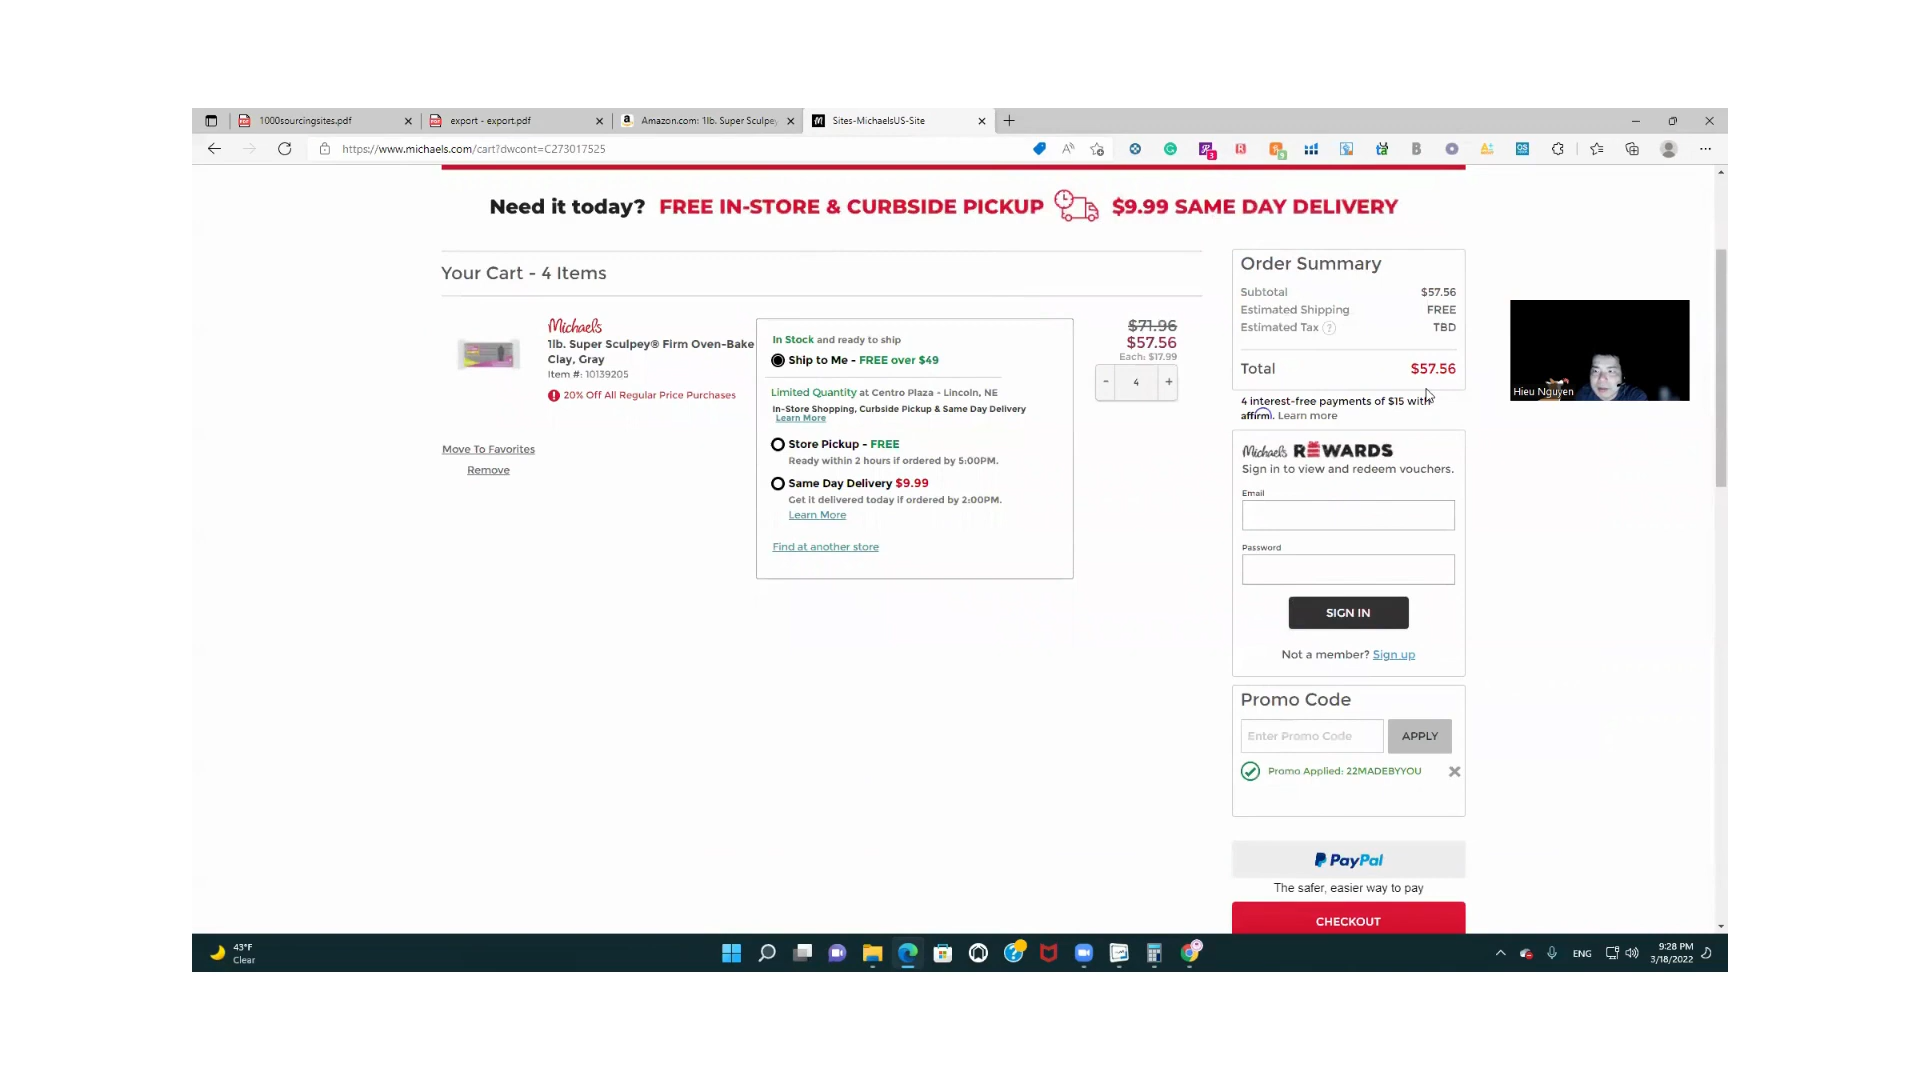 1000sourcingsites.pdf
export - export.pdf
Amazon.com: 1lb. Super Sculpey
Sites-MichaelsUS-Site
https://www.michaels.com/cart?dwcont=C273017525
Need it today? FREE IN-STORE & CURBSIDE PICKUP $9.99 SAME DAY DELIVERY
Your Cart - 4 Items
Michaels
1lb. Super Sculpey® Firm Oven-Bake
Clay, Gray
Item #: 10139205
20% Off All Regular Price Purchases
Move To Favorites
Remove
In Stock and ready to ship
Ship to Me - FREE over $49
Limited Quantity at Centro Plaza - Lincoln, NE
In-Store Shopping, Curbside Pickup & Same Day Delivery
Learn More
Store Pickup - FREE
Ready within 2 hours if ordered by 5:00PM.
Same Day Delivery $9.99
Get it delivered today if ordered by 2:00PM.
Learn More
Find at another store
$71.96
$57.56
Each: $17.99
- 4 +
Order Summary
Subtotal $57.56
Estimated Shipping FREE
Estimated Tax ? TBD
Total $57.56
4 interest-free payments of $15 with
affirm. Learn more
Michaels REWARDS
Sign in to view and redeem vouchers.
Email
Password
SIGN IN
Not a member? Sign up
Promo Code
Enter Promo Code APPLY
Promo Applied: 22MADEBYYOU
PayPal
The safer, easier way to pay
CHECKOUT
Hieu Nguyen
43°F
Clear
ENG
9:28 PM
3/18/2022